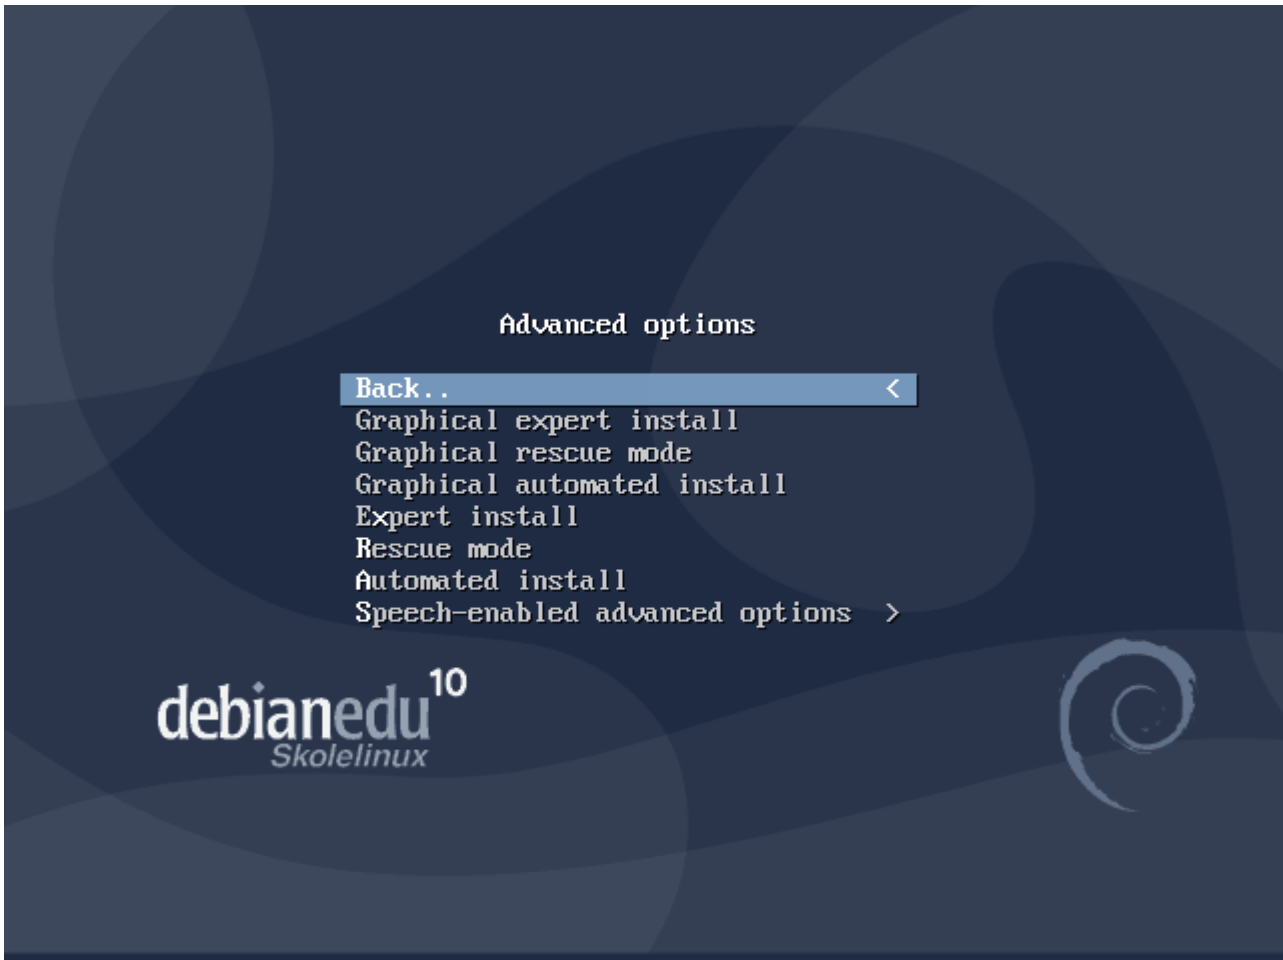 Advanced options
Back.. <
Graphical expert install
Graphical rescue mode
Graphical automated install
Expert install
Rescue mode
Automated install
Speech-enabled advanced options >
debianedu 10
Skolelinux